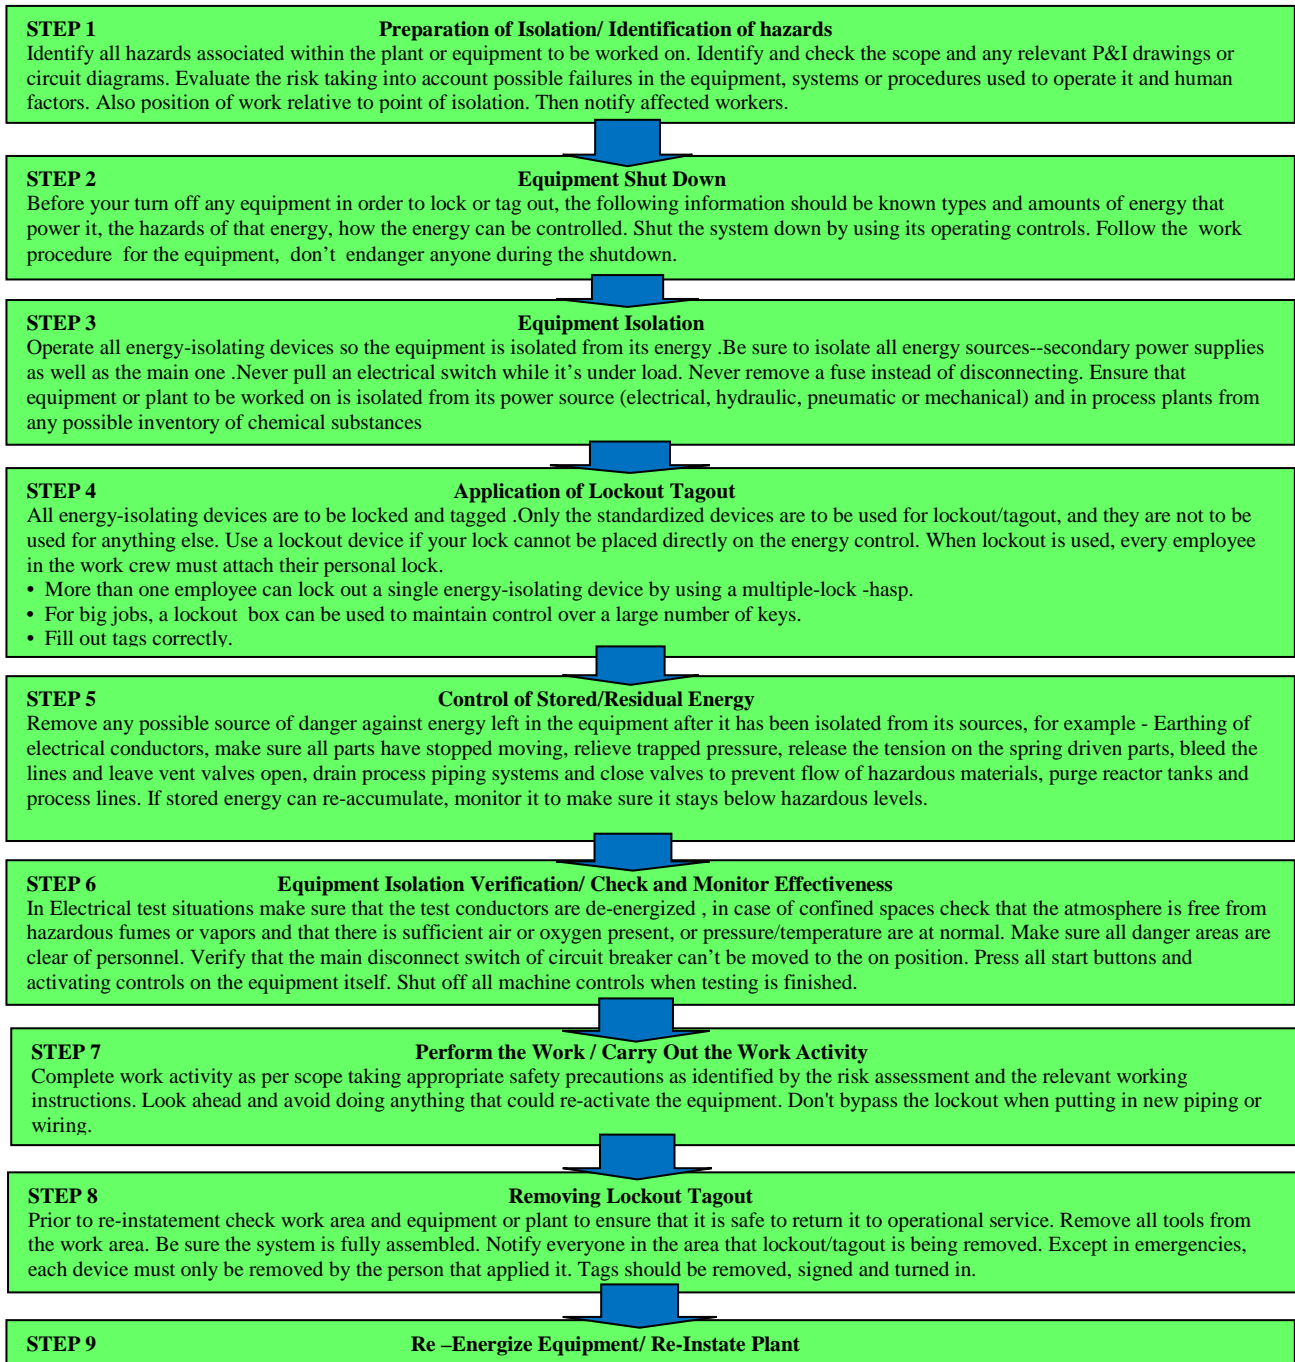 STEP 1 Preparation of Isolation/ Identification of hazards
Identify all hazards associated within the plant or equipment to be worked on. Identify and check the scope and any relevant P&I drawings or
circuit diagrams. Evaluate the risk taking into account possible failures in the equipment, systems or procedures used to operate it and human
factors. Also position of work relative to point of isolation. Then notify affected workers.
STEP 2 Equipment Shut Down
Before your turn off any equipment in order to lock or tag out, the following information should be known types and amounts of energy that
power it, the hazards of that energy, how the energy can be controlled. Shut the system down by using its operating controls. Follow the work
procedure for the equipment, don’t endanger anyone during the shutdown.
STEP 3 Equipment Isolation
Operate all energy-isolating devices so the equipment is isolated from its energy .Be sure to isolate all energy sources--secondary power supplies
as well as the main one .Never pull an electrical switch while it’s under load. Never remove a fuse instead of disconnecting. Ensure that
equipment or plant to be worked on is isolated from its power source (electrical, hydraulic, pneumatic or mechanical) and in process plants from
any possible inventory of chemical substances
STEP 4 Application of Lockout Tagout
All energy-isolating devices are to be locked and tagged .Only the standardized devices are to be used for lockout/tagout, and they are not to be
used for anything else. Use a lockout device if your lock cannot be placed directly on the energy control. When lockout is used, every employee
in the work crew must attach their personal lock.
• More than one employee can lock out a single energy-isolating device by using a multiple-lock -hasp.
• For big jobs, a lockout box can be used to maintain control over a large number of keys.
• Fill out tags correctly.
STEP 5 Control of Stored/Residual Energy
Remove any possible source of danger against energy left in the equipment after it has been isolated from its sources, for example - Earthing of
electrical conductors, make sure all parts have stopped moving, relieve trapped pressure, release the tension on the spring driven parts, bleed the
lines and leave vent valves open, drain process piping systems and close valves to prevent flow of hazardous materials, purge reactor tanks and
process lines. If stored energy can re-accumulate, monitor it to make sure it stays below hazardous levels.
STEP 6 Equipment Isolation Verification/ Check and Monitor Effectiveness
In Electrical test situations make sure that the test conductors are de-energized , in case of confined spaces check that the atmosphere is free from
hazardous fumes or vapors and that there is sufficient air or oxygen present, or pressure/temperature are at normal. Make sure all danger areas are
clear of personnel. Verify that the main disconnect switch of circuit breaker can’t be moved to the on position. Press all start buttons and
activating controls on the equipment itself. Shut off all machine controls when testing is finished.
STEP 7 Perform the Work / Carry Out the Work Activity
Complete work activity as per scope taking appropriate safety precautions as identified by the risk assessment and the relevant working
instructions. Look ahead and avoid doing anything that could re-activate the equipment. Don't bypass the lockout when putting in new piping or
wiring.
STEP 8 Removing Lockout Tagout
Prior to re-instatement check work area and equipment or plant to ensure that it is safe to return it to operational service. Remove all tools from
the work area. Be sure the system is fully assembled. Notify everyone in the area that lockout/tagout is being removed. Except in emergencies,
each device must only be removed by the person that applied it. Tags should be removed, signed and turned in.
STEP 9 Re –Energize Equipment/ Re-Instate Plant